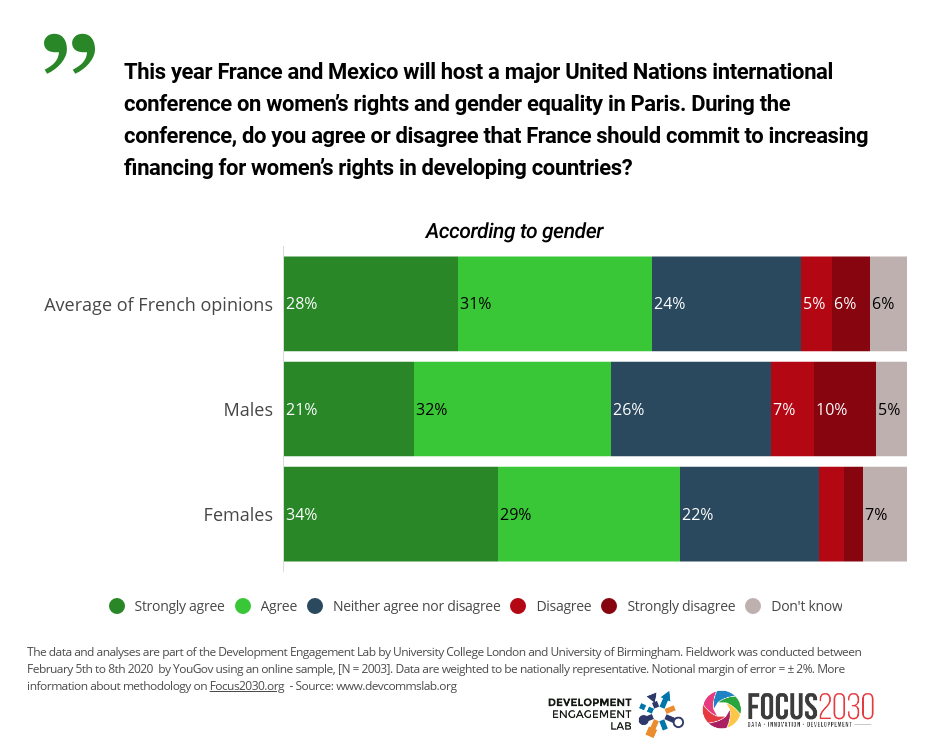 ”
This year France and Mexico will host a major United Nations international
conference on women’s rights and gender equality in Paris. During the
conference, do you agree or disagree that France should commit to increasing
financing for women’s rights in developing countries?
According to gender
Average of French opinions 28% 31% 24% 5% 6% 6%
Males 21% 32% 26% 7% 10% 5%
Females 34% 29% 22% 7%
Strongly agree Agree Neither agree nor disagree Disagree Strongly disagree Don't know
The data and analyses are part of the Development Engagement Lab by University College London and University of Birmingham. Fieldwork was conducted between
February 5th to 8th 2020 by YouGov using an online sample, [N = 2003]. Data are weighted to be nationally representative. Notional margin of error = ± 2%. More
information about methodology on Focus2030.org - Source: www.devcommslab.org
DEVELOPMENT
ENGAGEMENT
LAB
FOCUS2030
DATA • INNOVATION • DEVELOPPEMENT